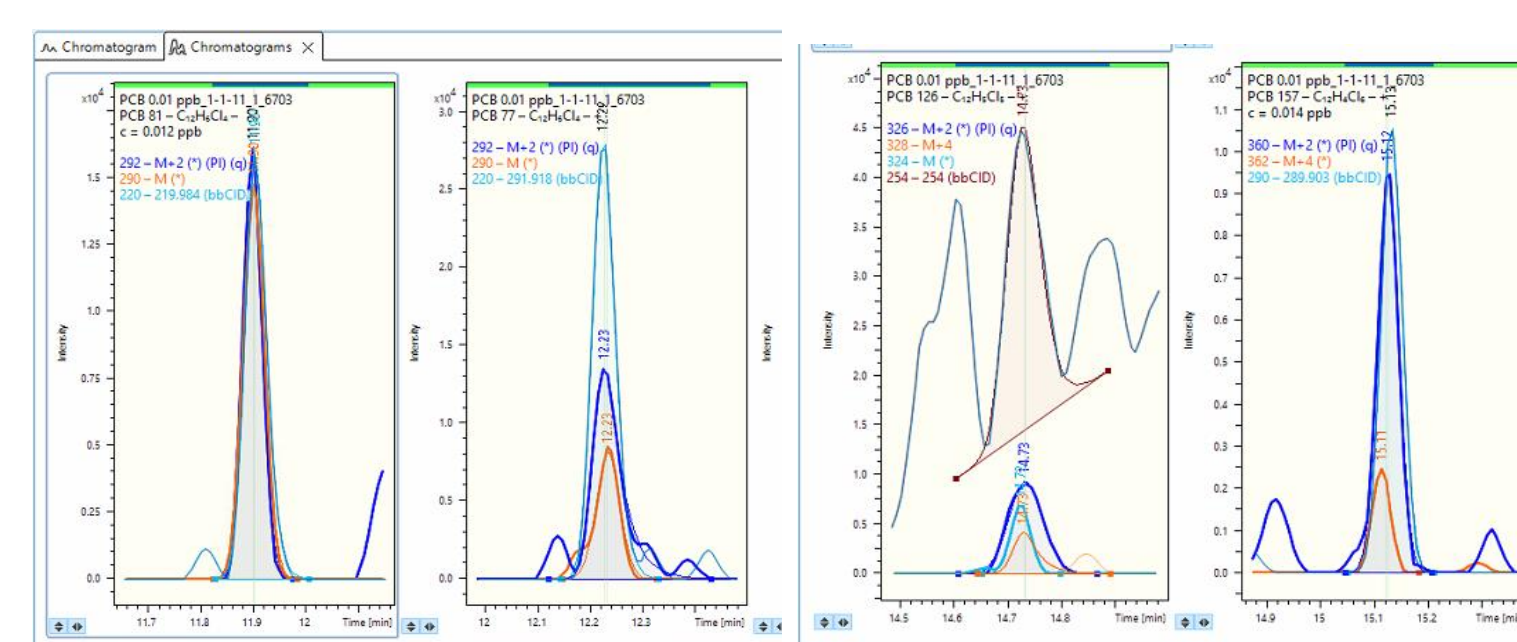 Chromatogram
Chromatograms
x10⁴
PCB 0.01 ppb_1-1-11_1_6703
PCB 81 – C₁₂H₆Cl₄ –
c = 0.012 ppb
292 – M+2 (*) (PI) (q)
290 – M (*)
220 – 219.984 (bbCID)
1.5
1.25
1.0
0.75
0.5
0.25
0.0
Intensity
11.7
11.8
11.9
12
Time [min]
x10⁴
PCB 0.01 ppb_1-1-11_1_6703
PCB 77 – C₁₂H₆Cl₄ –
292 – M+2 (*) (PI) (q)
290 – M (*)
220 – 291.918 (bbCID)
12.23
12.23
3.0
2.5
2.0
1.5
1.0
0.5
0.0
Intensity
12
12.1
12.2
12.3
Time [min]
Intensity
x10⁴
PCB 0.01 ppb_1-1-11_1_6703
PCB 126 – C₁₂H₅Cl₅ –
14.73
326 – M+2 (*) (PI) (q)
328 – M+4
324 – M (*)
254 – 254 (bbCID)
14.73
4.5
4.0
3.5
3.0
2.5
2.0
1.5
1.0
0.5
0.0
Intensity
14.5
14.6
14.7
14.8
Time [min]
x10⁴
PCB 0.01 ppb_1-1-11_1_6703
PCB 157 – C₁₂H₄Cl₆ –
c = 0.014 ppb
15.13
360 – M+2 (*) (PI) (q)
362 – M+4 (*)
290 – 289.903 (bbCID)
15.12
15.11
1.1
1.0
0.9
0.8
0.7
0.6
0.5
0.4
0.3
0.2
0.1
0.0
Intensity
14.9
15
15.1
15.2